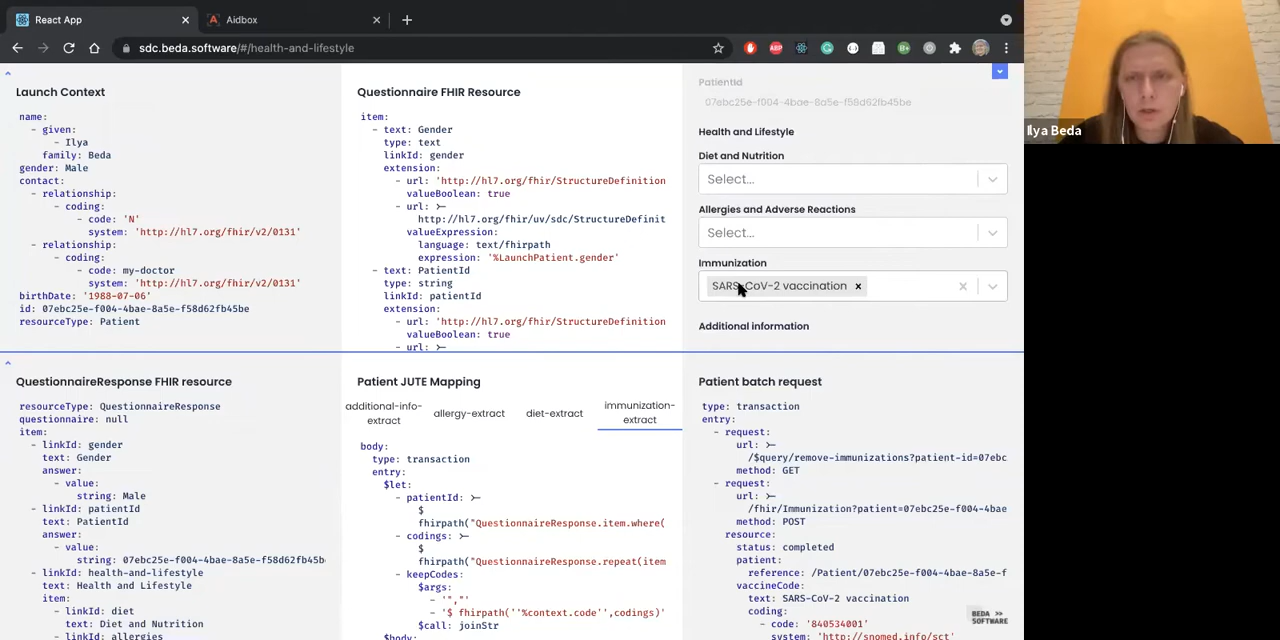 React App
Aidbox
sdc.beda.software/#/health-and-lifestyle
Launch Context
name:
- given:
- Ilya
family: Beda
gender: Male
contact:
- relationship:
- coding:
- code: 'N'
system: 'http://hl7.org/fhir/v2/0131'
- relationship:
- coding:
- code: my-doctor
system: 'http://hl7.org/fhir/v2/0131'
birthDate: '1988-07-06'
id: 07ebc25e-f004-4bae-8a5e-f58d62fb45be
resourceType: Patient
Questionnaire FHIR Resource
item:
- text: Gender
type: text
linkId: gender
extension:
- url: 'http://hl7.org/fhir/StructureDefinition
valueBoolean: true
- url: >-
http://hl7.org/fhir/uv/sdc/StructureDefinit
valueExpression:
language: text/fhirpath
expression: '%LaunchPatient.gender'
- text: PatientId
type: string
linkId: patientId
extension:
- url: 'http://hl7.org/fhir/StructureDefinition
valueBoolean: true
- url: >-
PatientId
07ebc25e-f004-4bae-8a5e-f58d62fb45be
Health and Lifestyle
Diet and Nutrition
Select...
Allergies and Adverse Reactions
Select...
Immunization
SARS-CoV-2 vaccination
Additional information
Ilya Beda
QuestionnaireResponse FHIR resource
resourceType: QuestionnaireResponse
questionnaire: null
item:
- linkId: gender
text: Gender
answer:
- value:
string: Male
- linkId: patientId
text: PatientId
answer:
- value:
string: 07ebc25e-f004-4bae-8a5e-f58d62fb45b
- linkId: health-and-lifestyle
text: Health and Lifestyle
item:
- linkId: diet
text: Diet and Nutrition
- linkId: allergies
Patient JUTE Mapping
additional-info-extract
allergy-extract
diet-extract
immunization-extract
body:
type: transaction
entry:
$let:
- patientId: >-
$
fhirpath("QuestionnaireResponse.item.where(
- codings: >-
$
fhirpath("QuestionnaireResponse.repeat(item
- keepCodes:
$args:
- '","'
- '$ fhirpath(''%context.code'',codings)'
$call: joinStr
$body:
Patient batch request
type: transaction
entry:
- request:
url: >-
/$query/remove-immunizations?patient-id=07ebc
method: GET
- request:
url: >-
/fhir/Immunization?patient=07ebc25e-f004-4bae
method: POST
resource:
status: completed
patient:
reference: /Patient/07ebc25e-f004-4bae-8a5e-f
vaccineCode:
text: SARS-CoV-2 vaccination
coding:
- code: '840534001'
system: 'http://snomed.info/sct'
BEDA >>
SOFTWARE